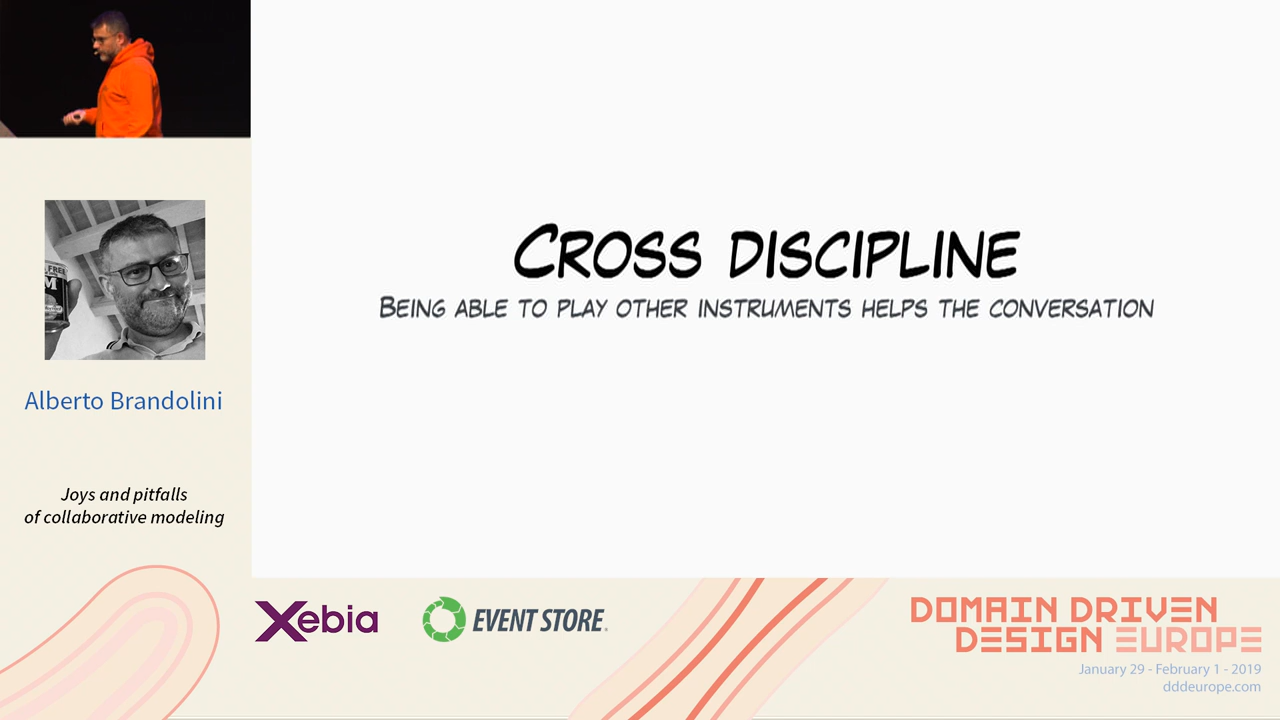 Cross discipline
Being able to play other instruments helps the conversation
FREE
M
Alberto Brandolini
Joys and pitfalls
of collaborative modeling
Xebia
EVENT STORE
DOMAIN DRIVEN
DESIGN EUROPE
January 29 - February 1 - 2019
dddeurope.com